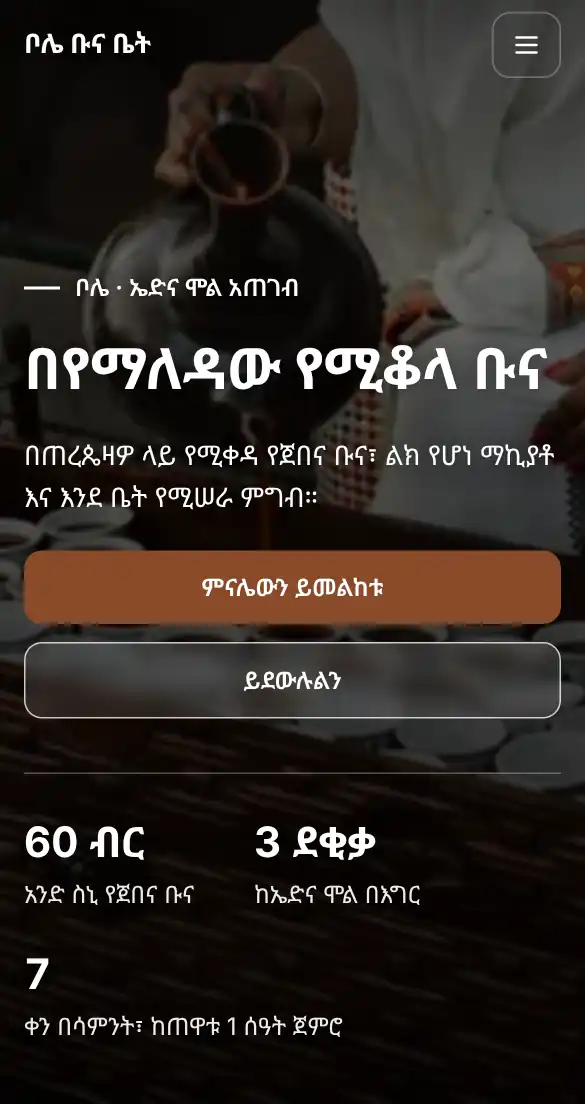 ቦሌ ቡና ቤት
ቦሌ · ኤድና ሞል አጠገብ
በየማለዳው የሚቆላ ቡና
በጠረጴዛዎ ላይ የሚቀዳ የጀበና ቡና፣ ልክ የሆነ ማኪያቶ
እና እንደ ቤት የሚሠራ ምግብ።
ምናሌውን ይመልከቱ
ይደውሉልን
60 ብር
አንድ ስኒ የጀበና ቡና
3 ደቂቃ
ከኤድና ሞል በእግር
7
ቀን በሳምንት፣ ከጠዋቱ 1 ሰዓት ጀምሮ